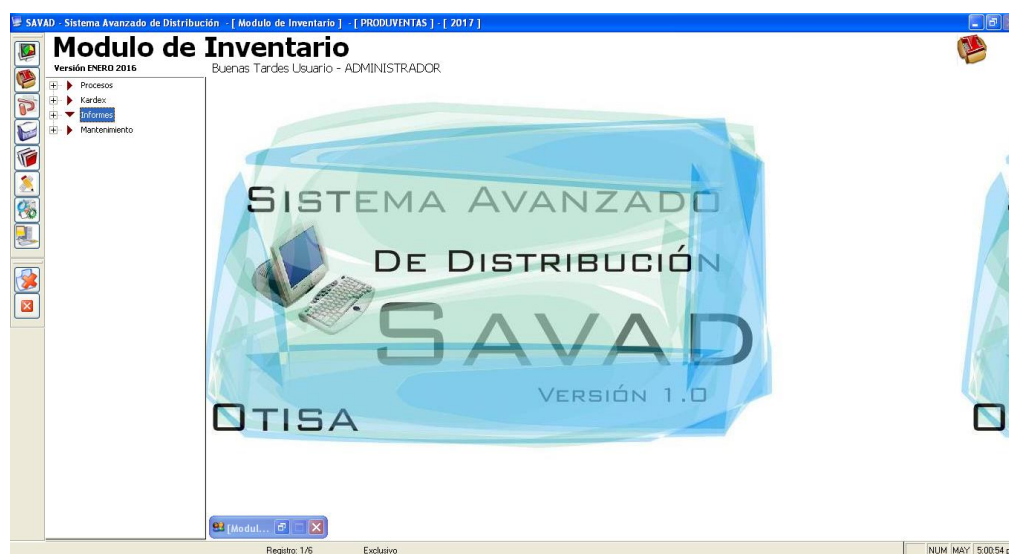 SAVAD - Sistema Avanzado de Distribución - [ Modulo de Inventario ] - [ PRODUVENTAS ] - [ 2017 ]
Modulo de Inventario
Versión ENERO 2016
Buenas Tardes Usuario - ADMINISTRADOR
Procesos
Kardex
Informes
Mantenimiento
SISTEMA AVANZADO
DE DISTRIBUCIÓN
SAVAD
VERSIÓN 1.0
OTISA
O
[Modul...
Registro: 1/6 Exclusivo NUM MAY 5:00:54 p